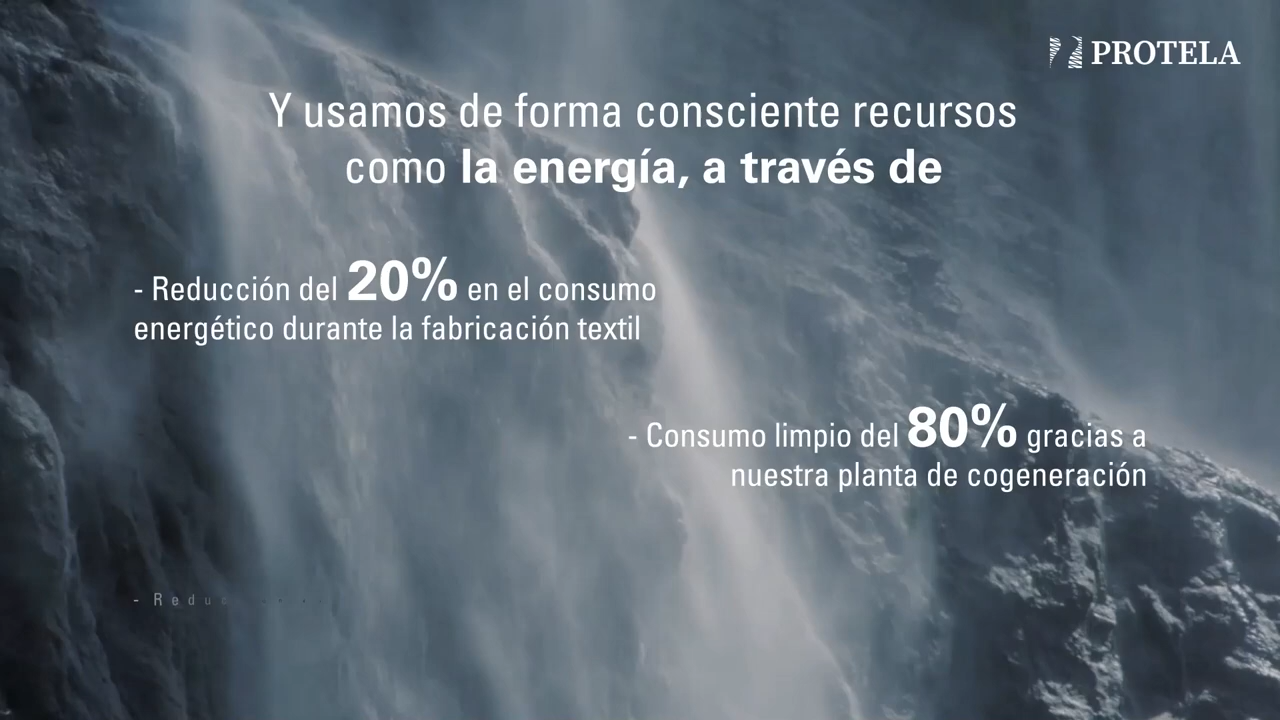 PROTELA
Y usamos de forma consciente recursos
como la energía, a través de
- Reducción del 20% en el consumo
energético durante la fabricación textil
- Consumo limpio del 80% gracias a
nuestra planta de cogeneración